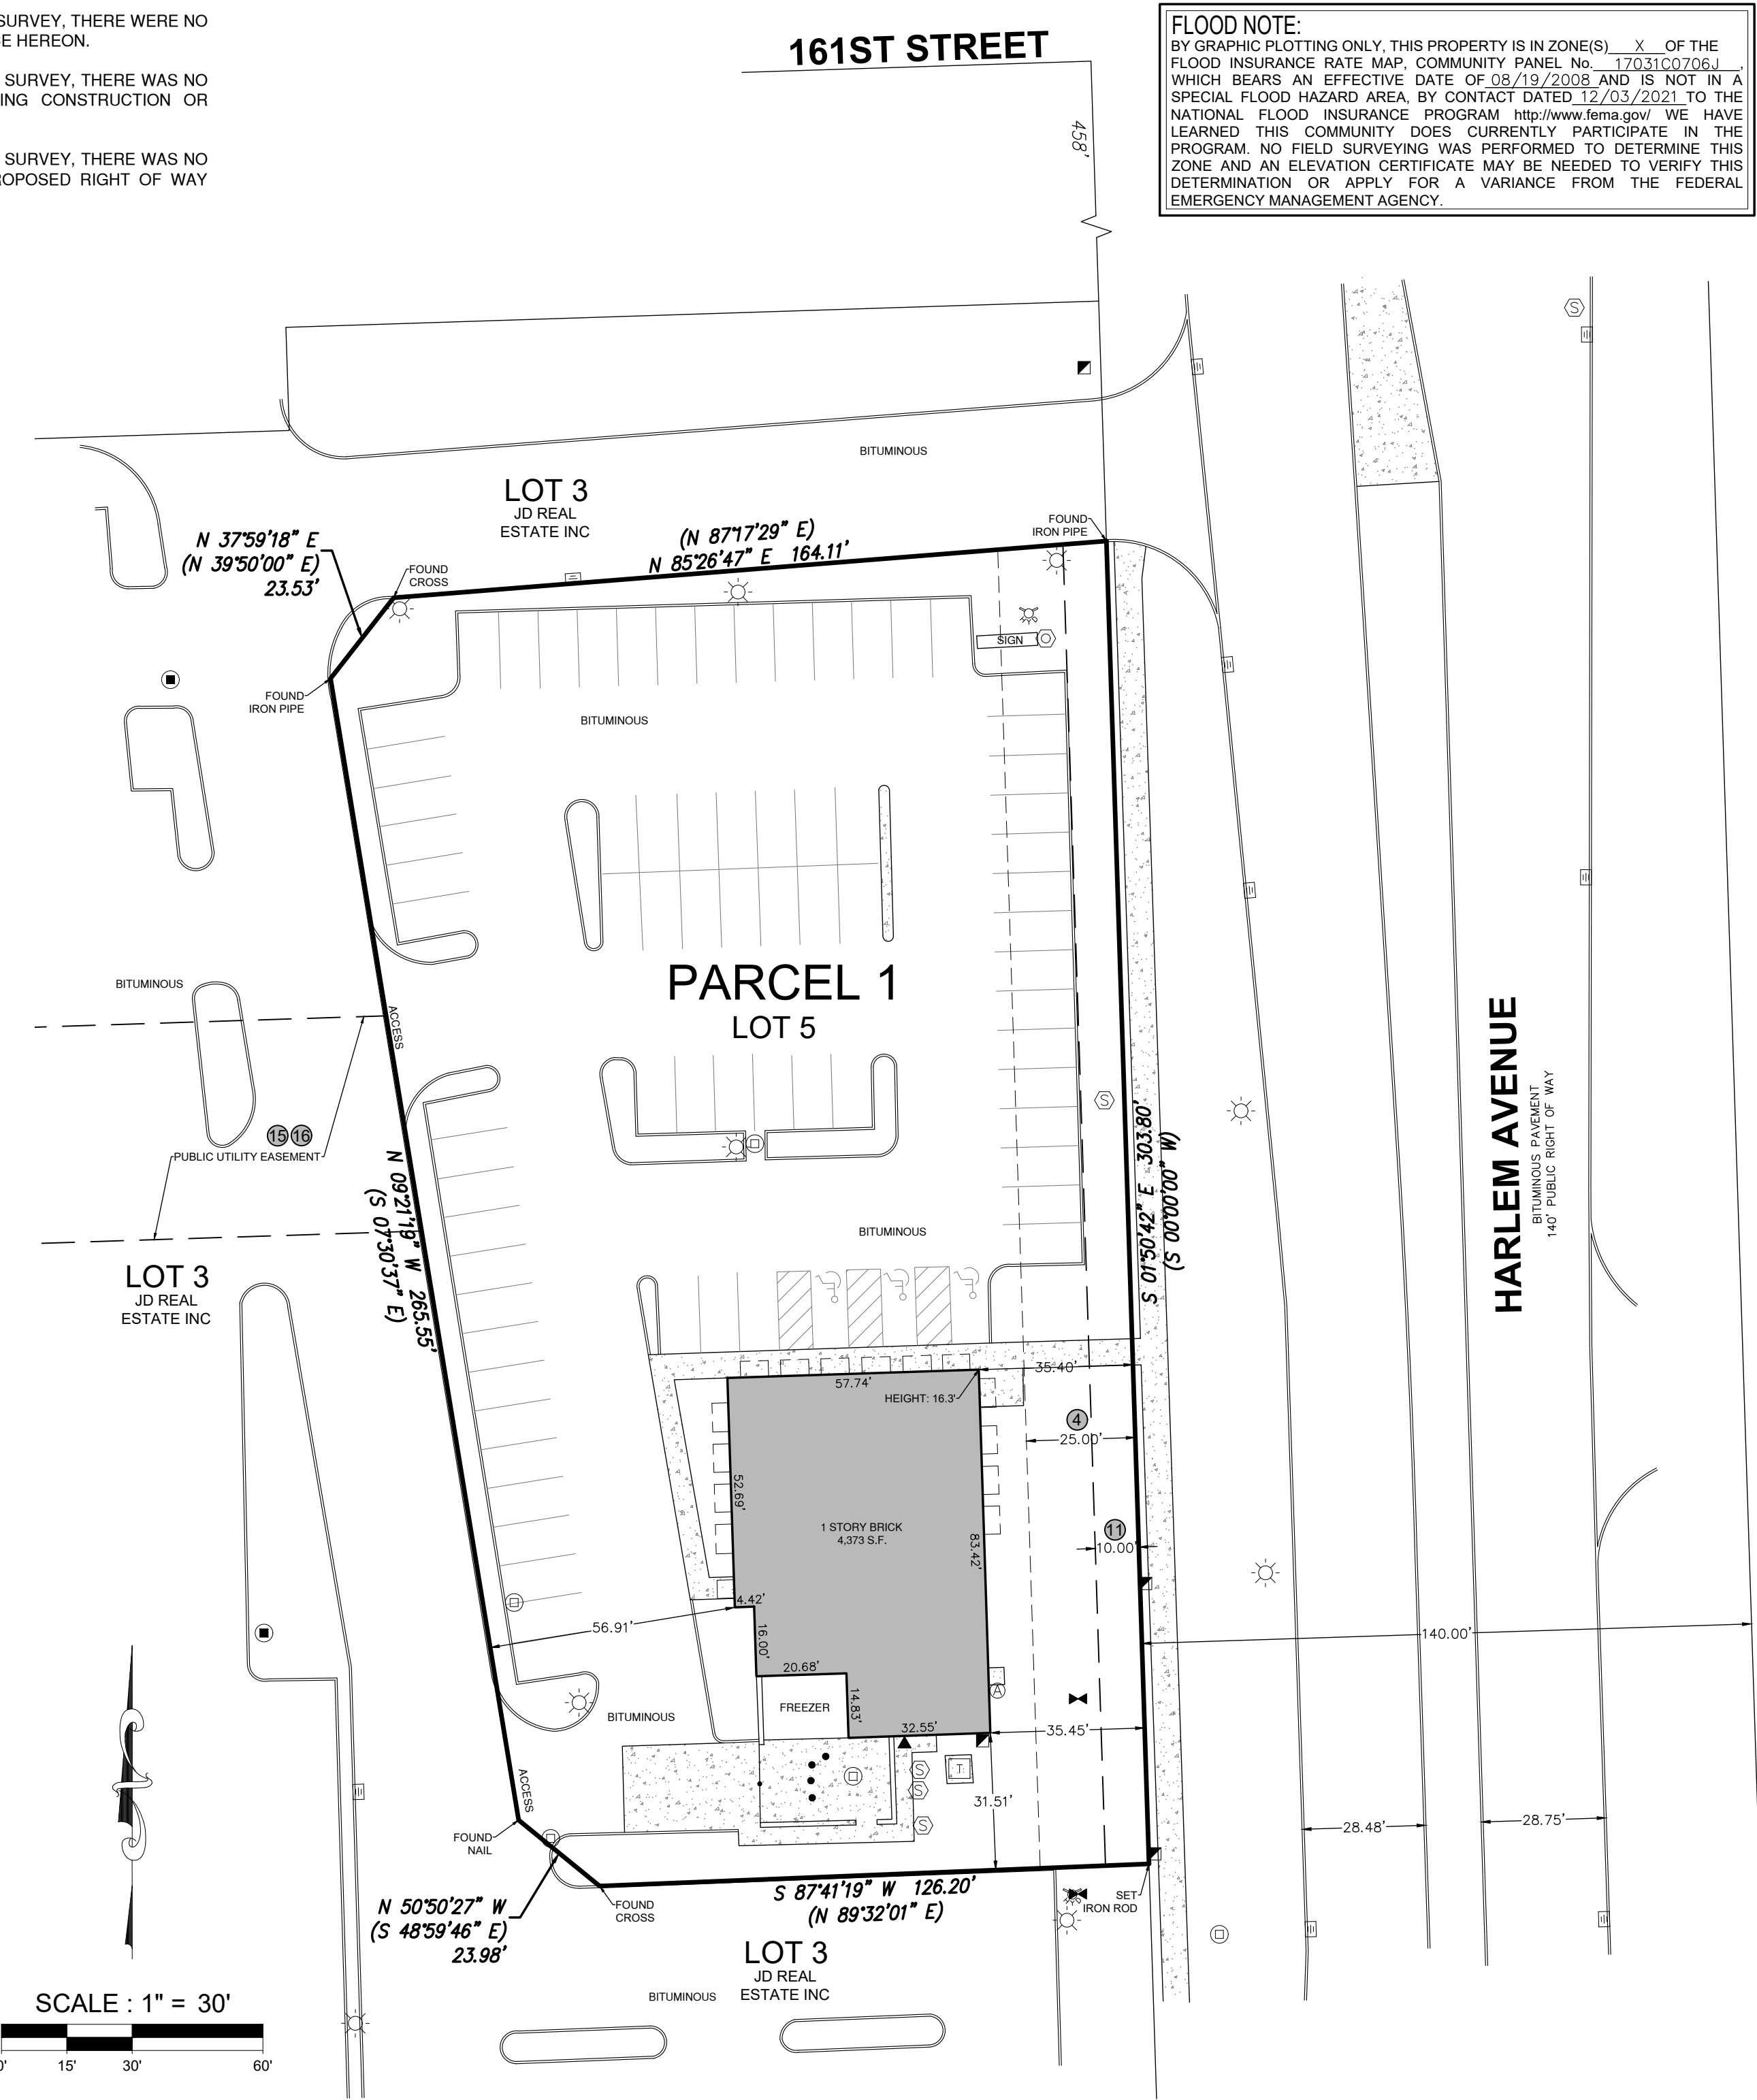 SURVEY, THERE WERE NO
E HEREON.
SURVEY, THERE WAS NO
ING CONSTRUCTION OR
SURVEY, THERE WAS NO
ROPOSED RIGHT OF WAY
161ST STREET
458'
FLOOD NOTE:
BY GRAPHIC PLOTTING ONLY, THIS PROPERTY IS IN ZONE(S) X OF THE
FLOOD INSURANCE RATE MAP, COMMUNITY PANEL No. 17031C0706J ,
WHICH BEARS AN EFFECTIVE DATE OF 08/19/2008 AND IS NOT IN A
SPECIAL FLOOD HAZARD AREA, BY CONTACT DATED 12/03/2021 TO THE
NATIONAL FLOOD INSURANCE PROGRAM http://www.fema.gov/ WE HAVE
LEARNED THIS COMMUNITY DOES CURRENTLY PARTICIPATE IN THE
PROGRAM. NO FIELD SURVEYING WAS PERFORMED TO DETERMINE THIS
ZONE AND AN ELEVATION CERTIFICATE MAY BE NEEDED TO VERIFY THIS
DETERMINATION OR APPLY FOR A VARIANCE FROM THE FEDERAL
EMERGENCY MANAGEMENT AGENCY.
S
BITUMINOUS
LOT 3
JD REAL
ESTATE INC
N 37°59'18" E
(N 39°50'00" E)
23.53'
(N 87°17'29" E)
N 85°26'47" E 164.11'
FOUND
IRON PIPE
FOUND
CROSS
SIGN
FOUND
IRON PIPE
BITUMINOUS
PARCEL 1
LOT 5
BITUMINOUS
ACCESS
15 16
PUBLIC UTILITY EASEMENT
N 09°21'19" W 265.55'
(S 07°30'37" E)
S
S 01°50'42" E 303.80'
(S 00°00'00" W)
HARLEM AVENUE
BITUMINOUS PAVEMENT
140' PUBLIC RIGHT OF WAY
BITUMINOUS
LOT 3
JD REAL
ESTATE INC
35.40'
57.74'
HEIGHT: 16.3'
4
25.00'
52.69'
1 STORY BRICK
4,373 S.F.
83.42'
11
10.00'
4.42'
56.91'
16.00'
140.00'
20.68'
14.83'
FREEZER
A
BITUMINOUS
32.55'
35.45'
T
S
S
S
31.51'
28.48'
28.75'
ACCESS
FOUND
NAIL
N 50°50'27" W
(S 48°59'46" E)
23.98'
FOUND
CROSS
S 87°41'19" W 126.20'
(N 89°32'01" E)
SET
IRON ROD
LOT 3
JD REAL
ESTATE INC
BITUMINOUS
SCALE : 1" = 30'
0' 15' 30' 60'